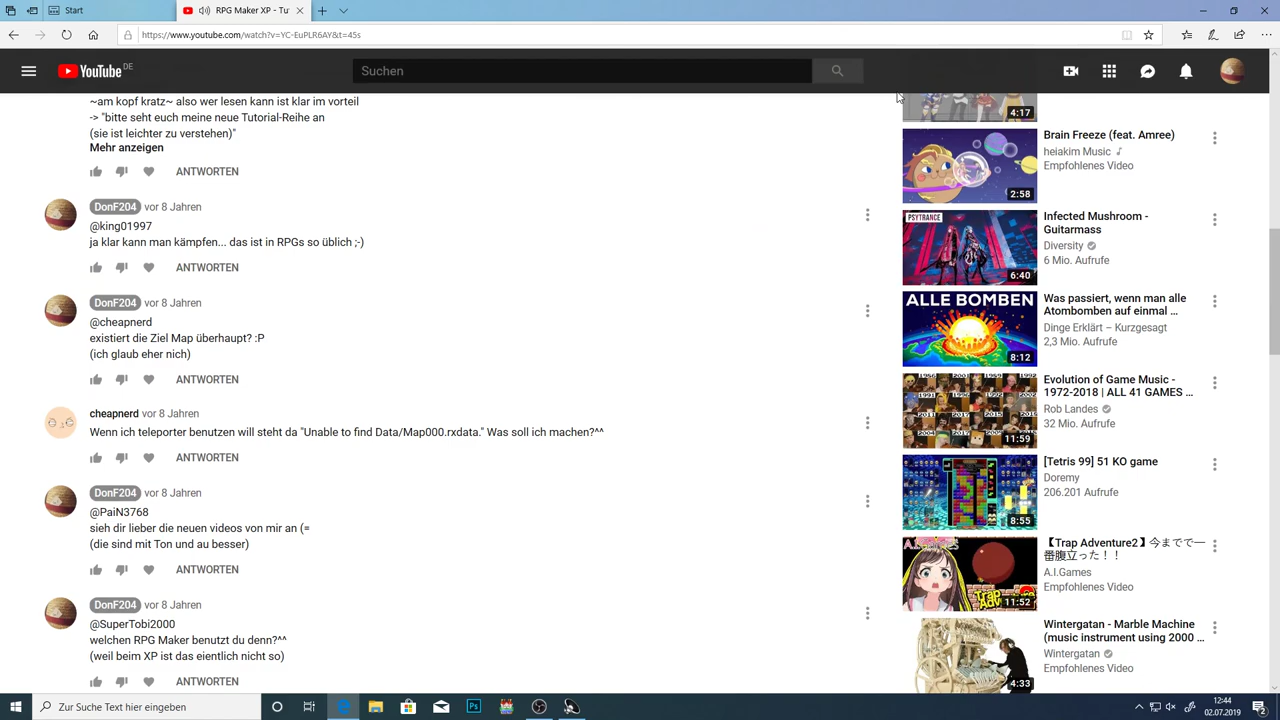 Start
RPG Maker XP - Tu
https://www.youtube.com/watch?v=YC-EuPLR6AY&t=45s
YouTube DE
Suchen
~am kopf kratz~ also wer lesen kann ist klar im vorteil
-> "bitte seht euch meine neue Tutorial-Reihe an
(sie ist leichter zu verstehen)"
Mehr anzeigen
ANTWORTEN
DonF204 vor 8 Jahren
@king01997
ja klar kann man kämpfen... das ist in RPGs so üblich ;-)
ANTWORTEN
DonF204 vor 8 Jahren
@cheapnerd
existiert die Ziel Map überhaupt? :P
(ich glaub eher nich)
ANTWORTEN
cheapnerd vor 8 Jahren
Wenn ich teleporter benutzen will steht da "Unable to find Data/Map000.rxdata." Was soll ich machen?^^
ANTWORTEN
DonF204 vor 8 Jahren
@PaiN3768
sieh dir lieber die neuen videos von mir an (=
(die sind mit Ton und au besser)
ANTWORTEN
DonF204 vor 8 Jahren
@SuperTobi2000
welchen RPG Maker benutzt du denn?^^
(weil beim XP ist das eientlich nicht so)
ANTWORTEN
4:17
Brain Freeze (feat. Amree)
heiakim Music
Empfohlenes Video
2:58
PSYTRANCE
Infected Mushroom -
Guitarmass
Diversity
6 Mio. Aufrufe
6:40
ALLE BOMBEN
Was passiert, wenn man alle
Atombomben auf einmal ...
Dinge Erklärt – Kurzgesagt
2,3 Mio. Aufrufe
8:12
Evolution of Game Music -
1972-2018 | ALL 41 GAMES ...
Rob Landes
32 Mio. Aufrufe
11:59
[Tetris 99] 51 KO game
Doremy
206.201 Aufrufe
8:55
【Trap Adventure2】今までで一
番腹立った！！
A.I.Games
Empfohlenes Video
11:52
Wintergatan - Marble Machine
(music instrument using 2000 ...
Wintergatan
Empfohlenes Video
4:33
Zur Suche Text hier eingeben
Ps
12:44
02.07.2019
2